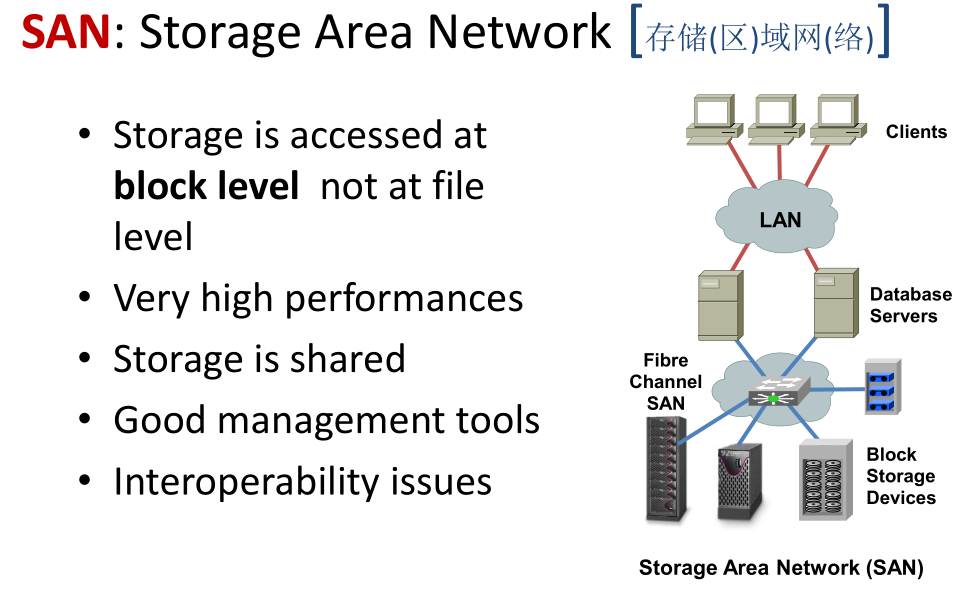 SAN: Storage Area Network [存储(区)域网(络)]
• Storage is accessed at
block level not at file
level
• Very high performances
• Storage is shared
• Good management tools
• Interoperability issues
Clients
LAN
Database
Servers
Fibre
Channel
SAN
Block
Storage
Devices
Storage Area Network (SAN)